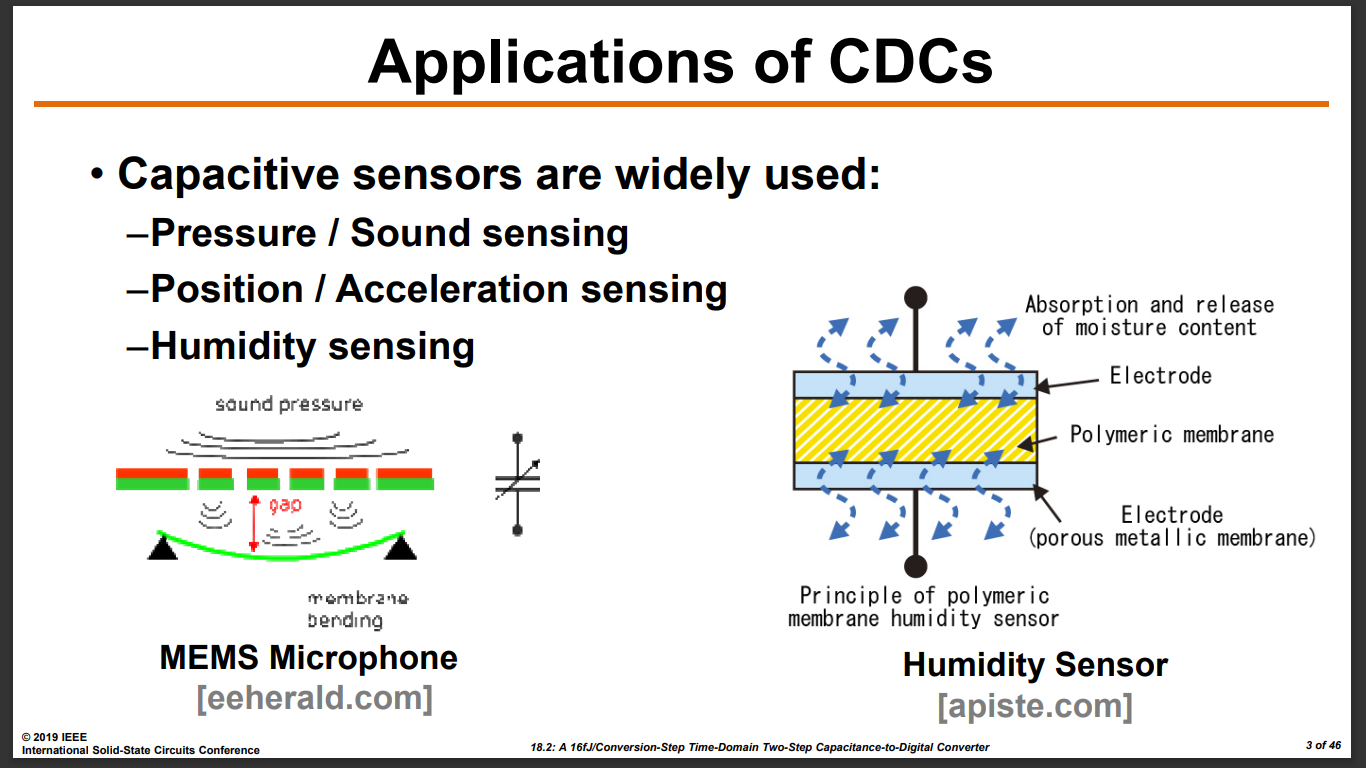 Applications of CDCs
• Capacitive sensors are widely used:
–Pressure / Sound sensing
–Position / Acceleration sensing
–Humidity sensing
sound pressure
gap
membrane
bending
MEMS Microphone
[eeherald.com]
Absorption and release
of moisture content
Electrode
Polymeric membrane
Electrode
(porous metallic membrane)
Principle of polymeric
membrane humidity sensor
Humidity Sensor
[apiste.com]
© 2019 IEEE
International Solid-State Circuits Conference
18.2: A 16fJ/Conversion-Step Time-Domain Two-Step Capacitance-to-Digital Converter
3 of 46